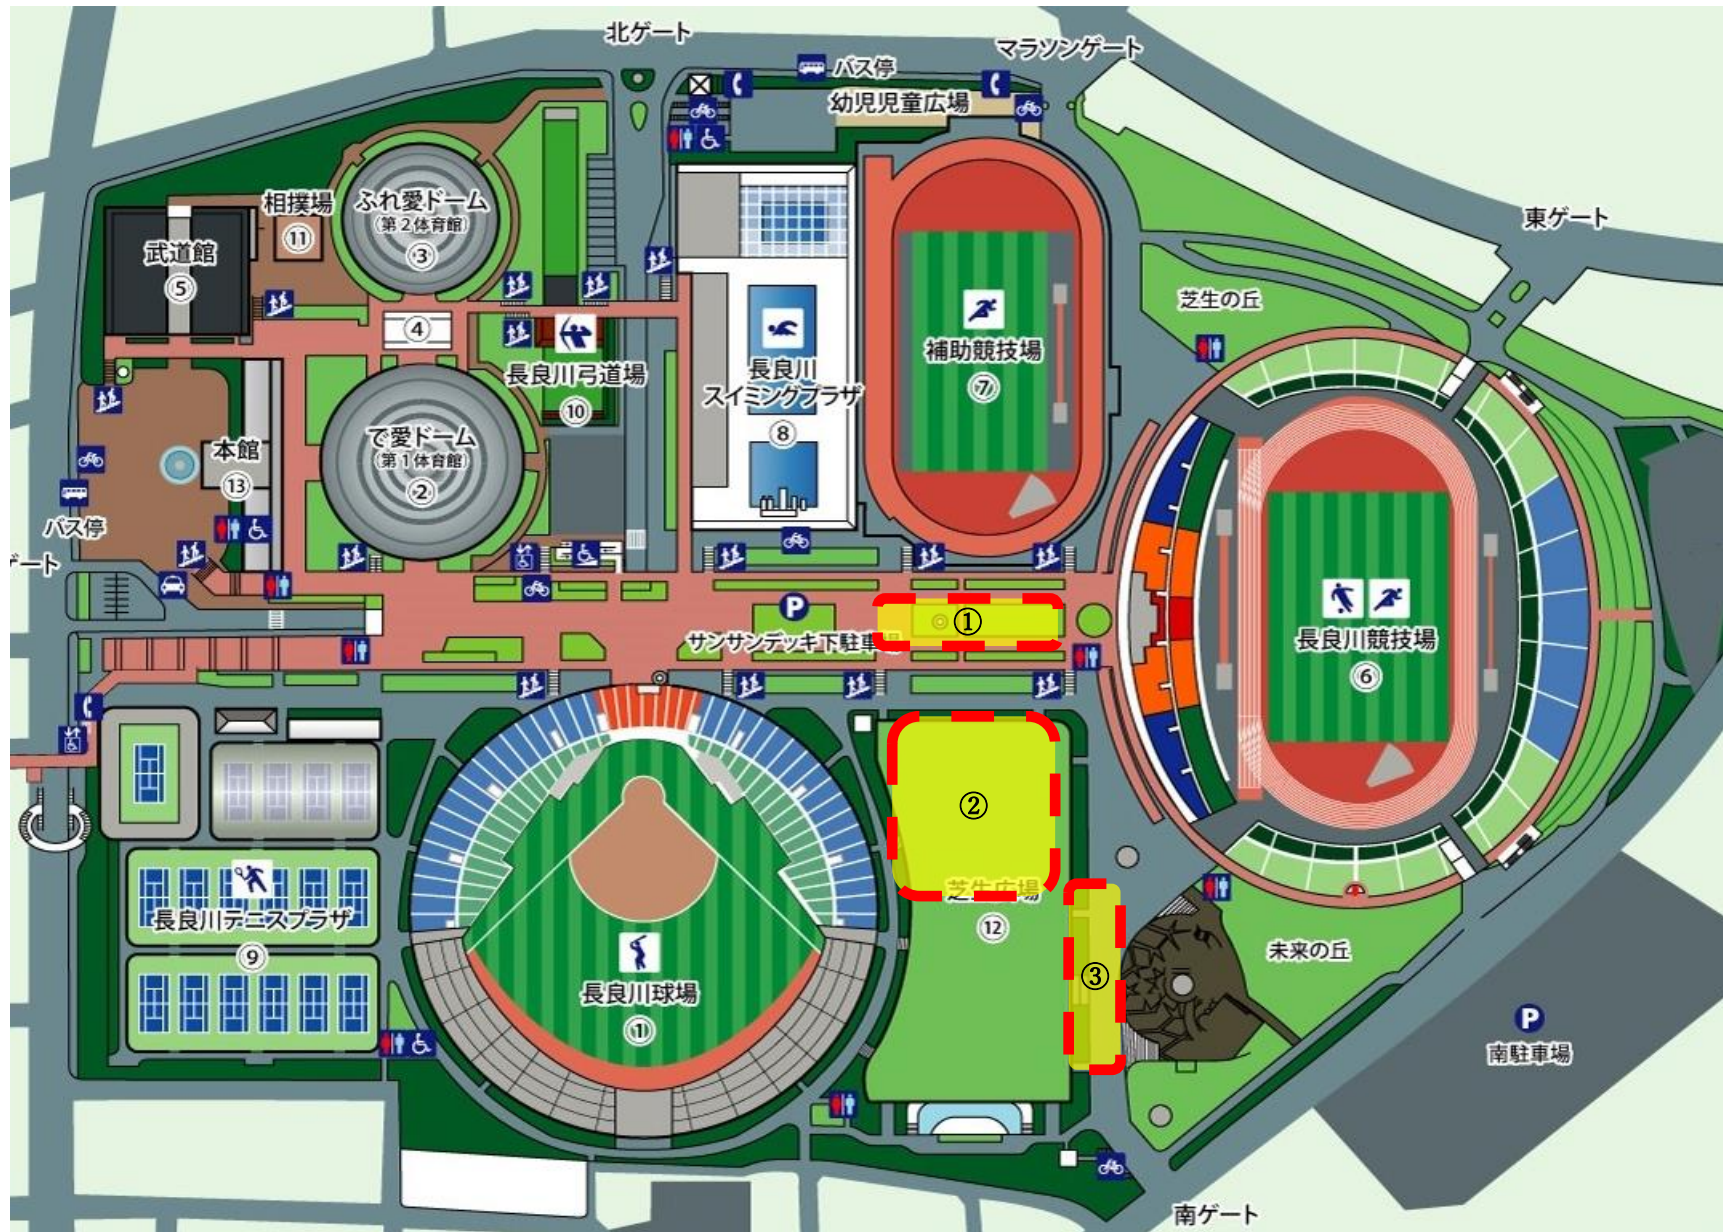 北ゲート
マラソンゲート
バス停
幼児児童広場
東ゲート
相撲場
⑪
ふれ愛ドーム
(第2体育館)
③
武道館
⑤
芝生の丘
④
長良川弓道場
⑩
長良川
スイミングプラザ
⑧
補助競技場
⑦
で愛ドーム
(第1体育館)
②
本館
⑬
バス停
ゲート
P
サンサンデッキ下駐車場
①
長良川競技場
⑥
②
芝生広場
⑫
③
未来の丘
長良川テニスプラザ
⑨
長良川球場
①
P
南駐車場
南ゲート